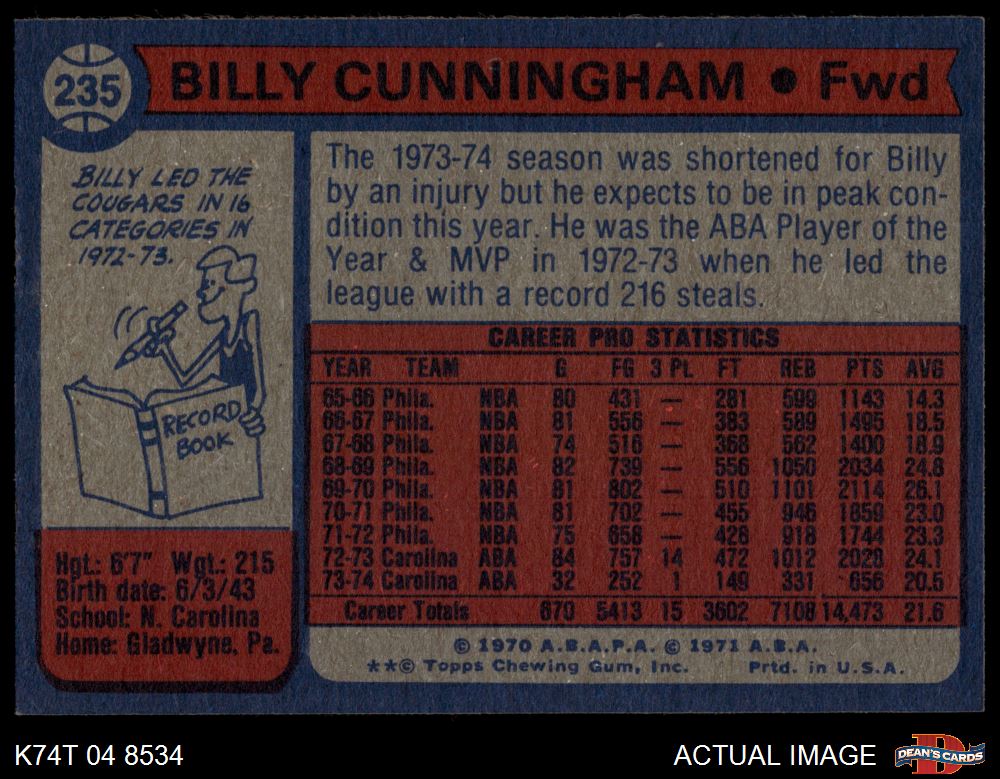 235
BILLY CUNNINGHAM ● Fwd
BILLY LED THE
COUGARS IN 16
CATEGORIES IN
1972-73.
RECORD
BOOK
Hgt.: 6'7" Wgt.: 215
Birth date: 6/3/43
School: N. Carolina
Home: Gladwyne, Pa.
The 1973-74 season was shortened for Billy
by an injury but he expects to be in peak con-
dition this year. He was the ABA Player of the
Year & MVP in 1972-73 when he led the
league with a record 216 steals.
CAREER PRO STATISTICS
YEAR TEAM G FG 3 PL FT REB PTS AVG
65-66 Phila. NBA 80 431 — 281 599 1143 14.3
66-67 Phila. NBA 81 556 — 383 589 1495 18.5
67-68 Phila. NBA 74 516 — 368 562 1400 18.9
68-69 Phila. NBA 82 739 — 556 1050 2034 24.8
69-70 Phila. NBA 81 802 — 510 1101 2114 26.1
70-71 Phila. NBA 81 702 — 455 946 1859 23.0
71-72 Phila. NBA 75 658 — 428 918 1744 23.3
72-73 Carolina ABA 84 757 14 472 1012 2028 24.1
73-74 Carolina ABA 32 252 1 149 331 656 20.5
Career Totals 670 5413 15 3602 7108 14,473 21.6
© 1970 A.B.A.P.A. © 1971 A.B.A.
**© Topps Chewing Gum, Inc. Prtd. in U.S.A.
K74T 04 8534
ACTUAL IMAGE
DEAN'S CARDS